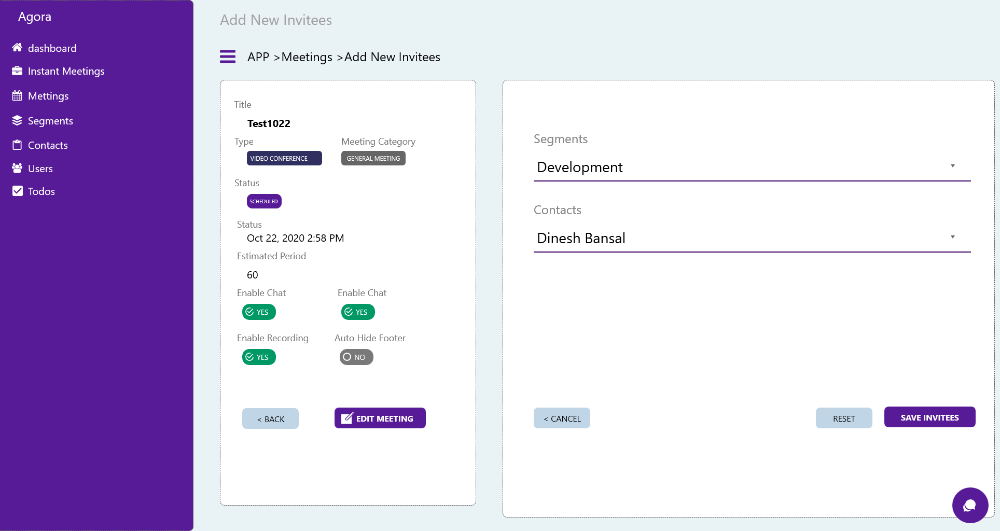 Agora
dashboard
Instant Meetings
Mettings
Segments
Contacts
Users
Todos
Add New Invitees
APP >Meetings >Add New Invitees
Title
Test1022
Type Meeting Category
VIDEO CONFERENCE GENERAL MEETING
Status
SCHEDULED
Status
Oct 22, 2020 2:58 PM
Estimated Period
60
Enable Chat Enable Chat
YES YES
Enable Recording Auto Hide Footer
YES NO
< BACK EDIT MEETING
Segments
Development
Contacts
Dinesh Bansal
< CANCEL RESET SAVE INVITEES